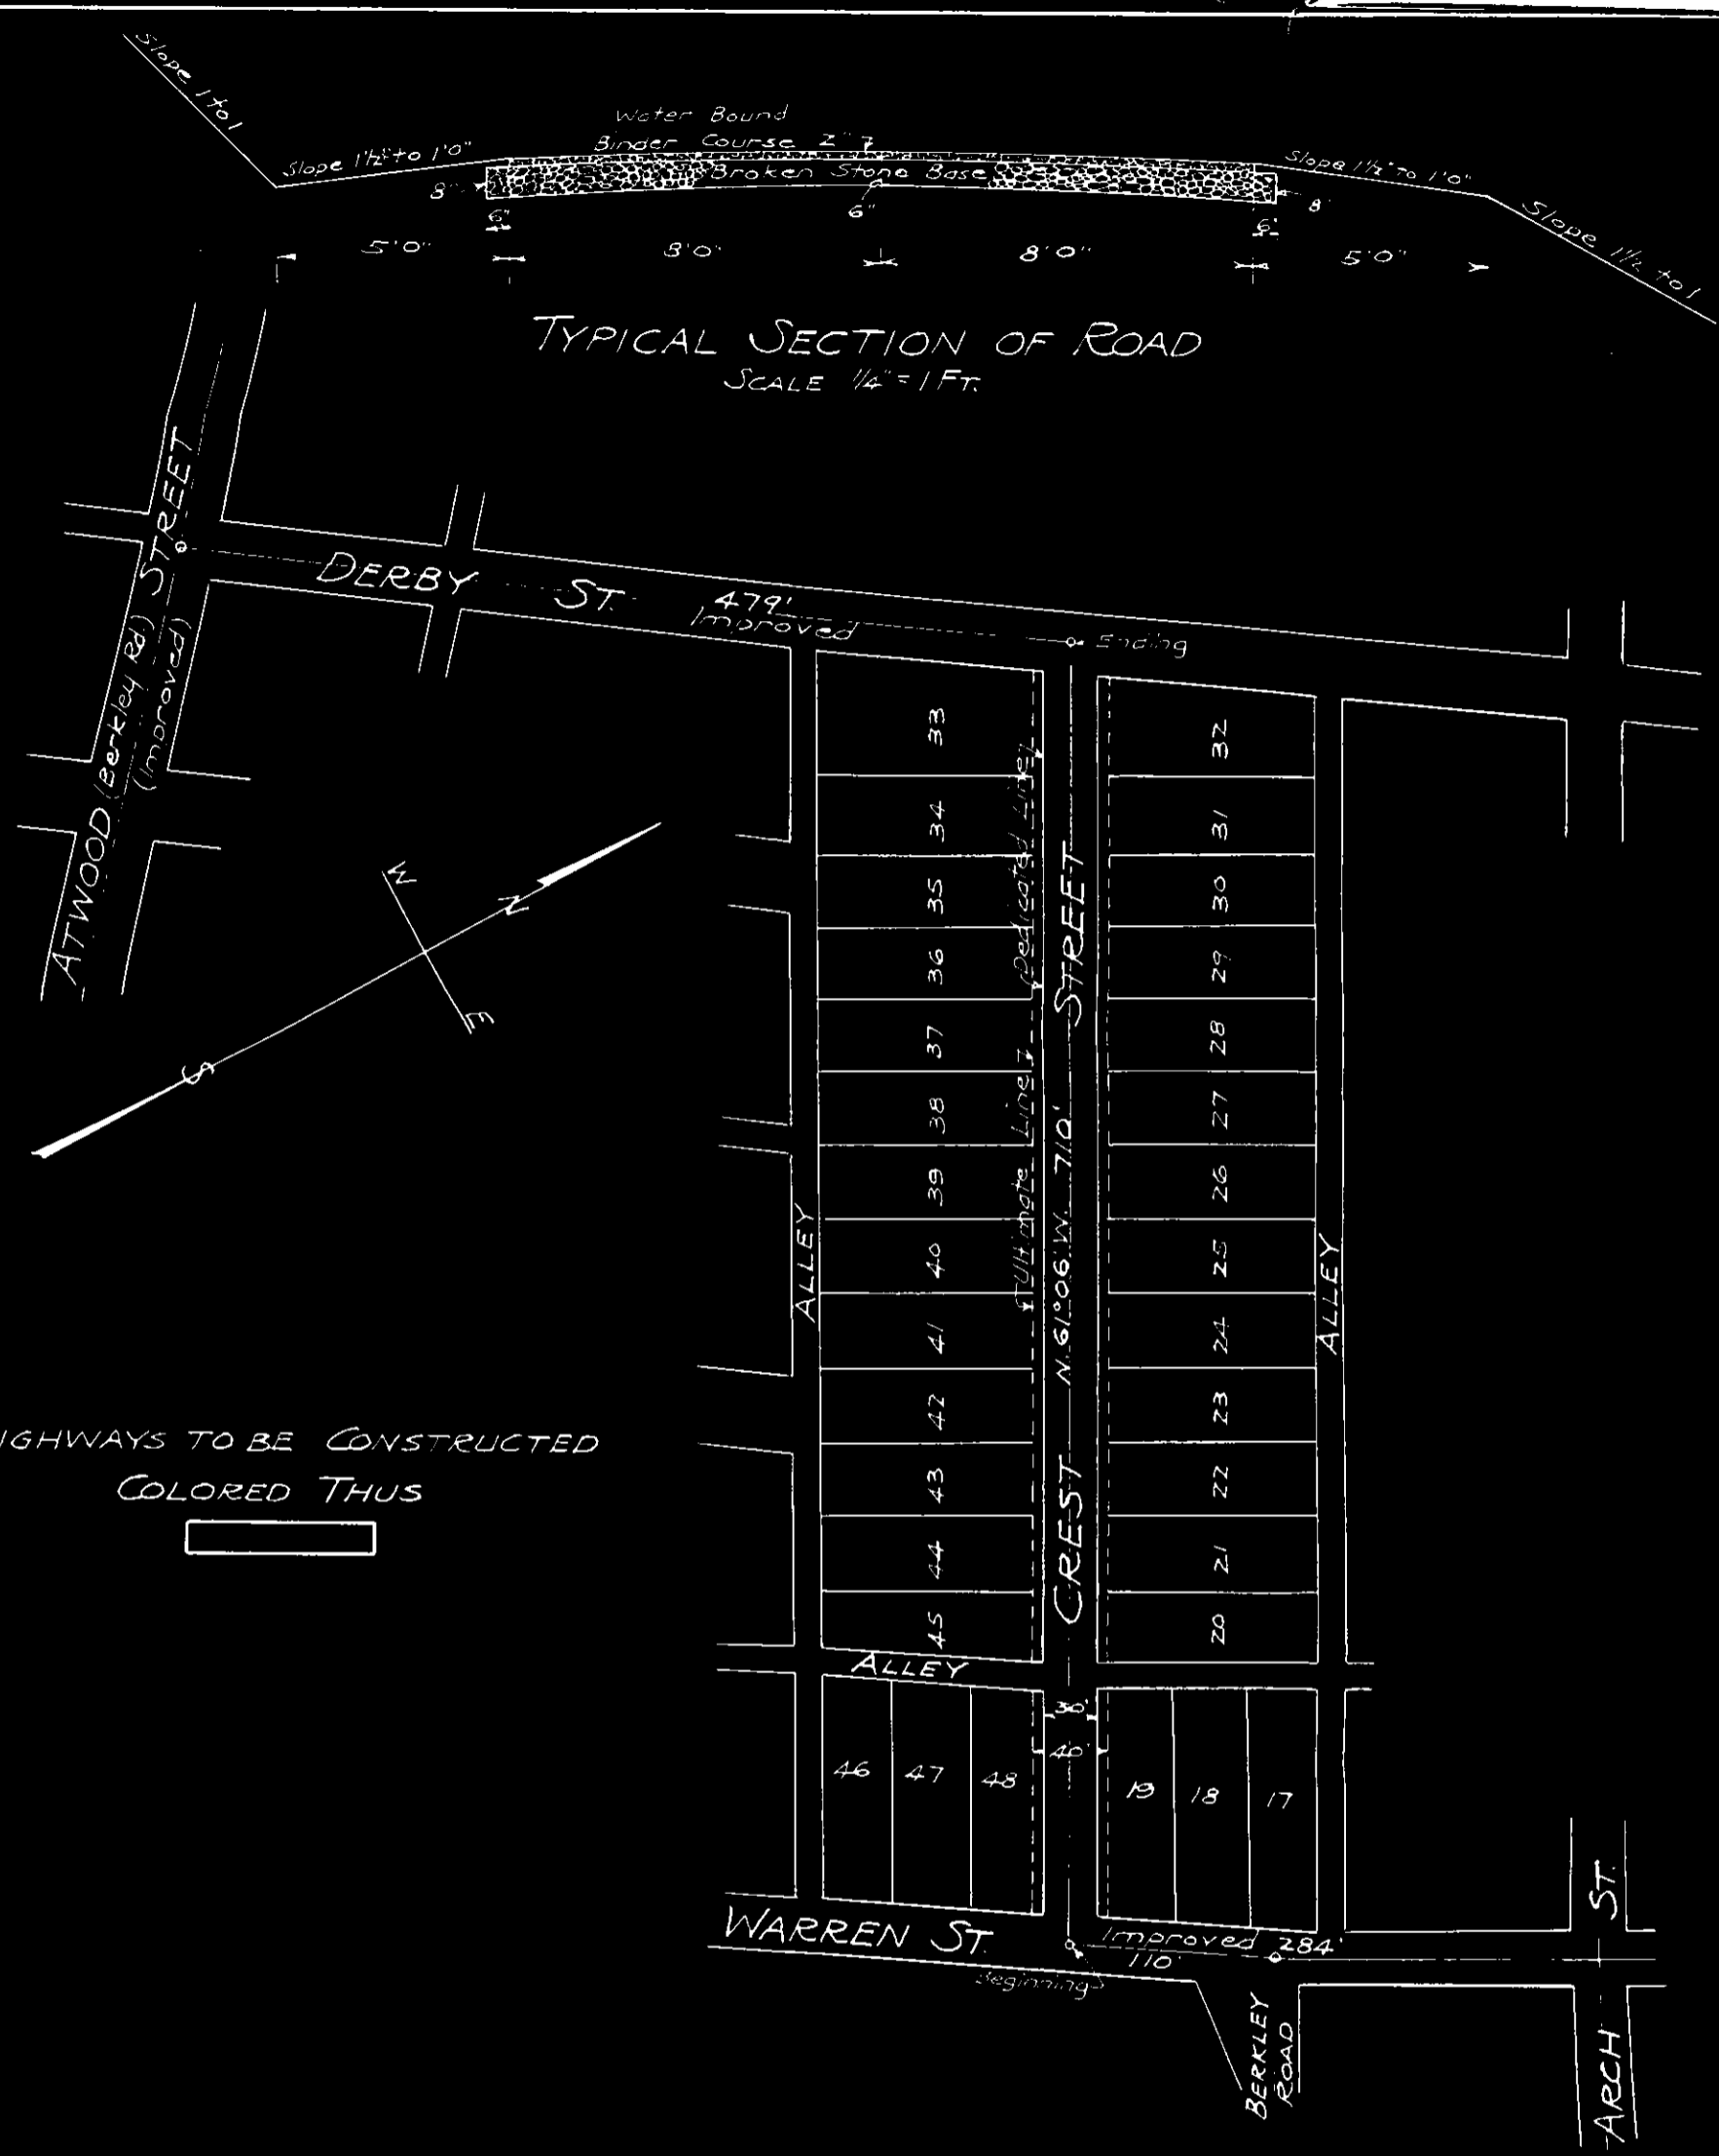 Slope 1 to 1
Water Bound
Binder Course 2"
Slope 1½" to 1'0"
Broken Stone Base
Slope 1½" to 1'0"
8"
6"
8"
6"
6"
Slope 1½ to 1
5'0"
8'0"
8'0"
5'0"
TYPICAL SECTION OF ROAD
SCALE ¼" = 1 FT.
ATWOOD (Berkley Rd) STREET
(Improved)
DERBY ST.
479'
Improved
Ending
33
34
35
36
37
38
39
40
41
42
43
44
45
Dedicated Line
Ultimate Line
CREST STREET
N.61°06'W. 710'
32
31
30
29
28
27
26
25
24
23
22
21
20
W
N
E
S
ALLEY
ALLEY
IGHWAYS TO BE CONSTRUCTED
COLORED THUS
ALLEY
30'
40'
46
47
48
19
18
17
WARREN ST.
Improved 284'
110'
Beginning
BERKLEY
ROAD
ARCH ST.